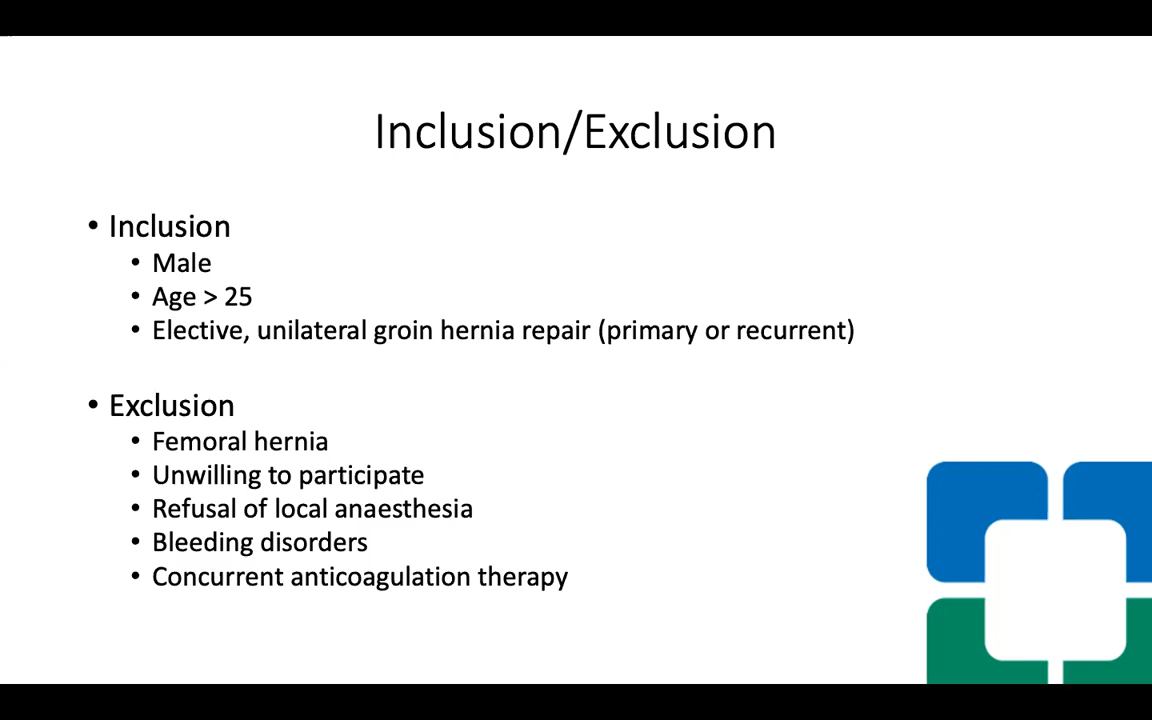 Inclusion/Exclusion
• Inclusion
• Male
• Age > 25
• Elective, unilateral groin hernia repair (primary or recurrent)
• Exclusion
• Femoral hernia
• Unwilling to participate
• Refusal of local anaesthesia
• Bleeding disorders
• Concurrent anticoagulation therapy